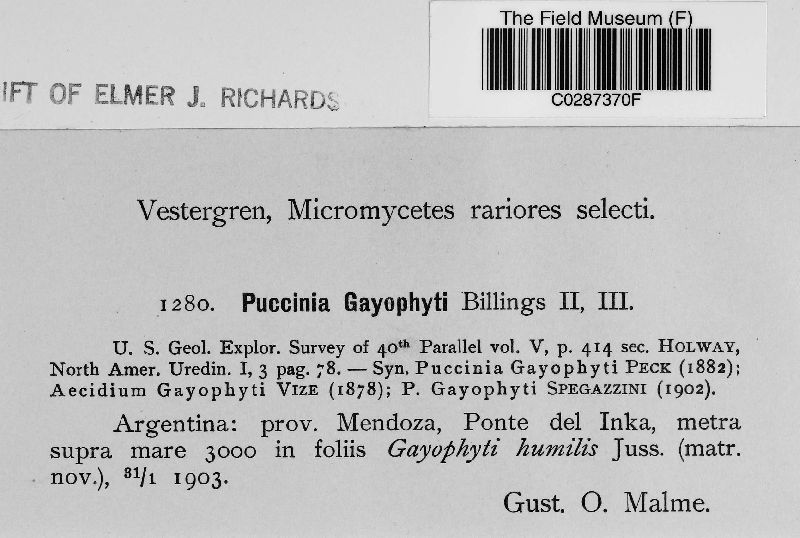 The Field Museum (F)
C0287370F
IFT OF ELMER J. RICHARDS
Vestergren, Micromycetes rariores selecti.
1280. Puccinia Gayophyti Billings II, III.
U. S. Geol. Explor. Survey of 40th Parallel vol. V, p. 414 sec. HOLWAY,
North Amer. Uredin. I, 3 pag. 78. — Syn. Puccinia Gayophyti PECK (1882);
Aecidium Gayophyti VIZE (1878); P. Gayophyti SPEGAZZINI (1902).
Argentina: prov. Mendoza, Ponte del Inka, metra
supra mare 3000 in foliis Gayophyti humilis Juss. (matr.
nov.), 31/1 1903.
Gust. O. Malme.